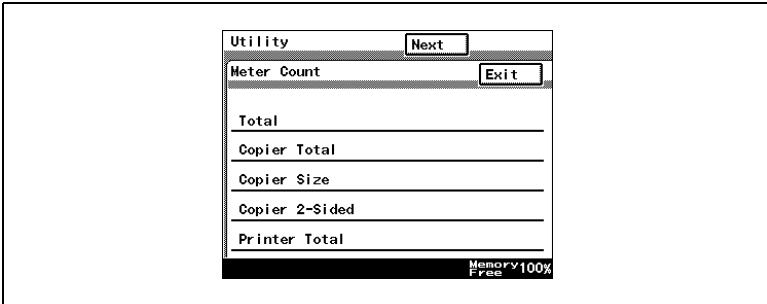 Utility Next
Meter Count Exit
Total
Copier Total
Copier Size
Copier 2-Sided
Printer Total
Memory Free 100%